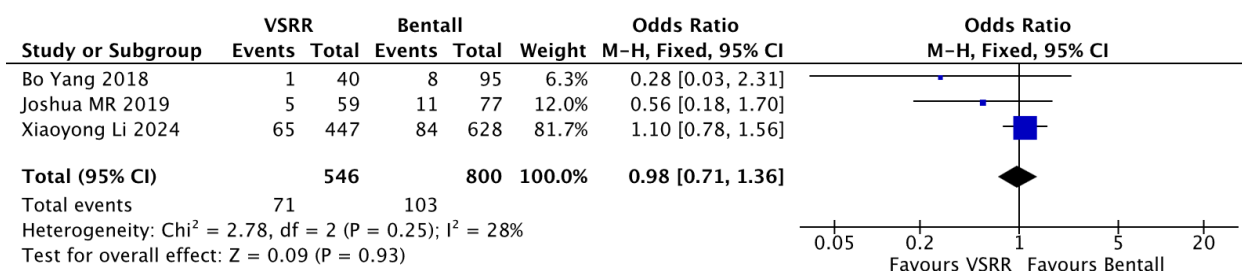 VSRR Bentall Odds Ratio Odds Ratio
Study or Subgroup Events Total Events Total Weight M-H, Fixed, 95% CI M-H, Fixed, 95% CI
Bo Yang 2018 1 40 8 95 6.3% 0.28 [0.03, 2.31]
Joshua MR 2019 5 59 11 77 12.0% 0.56 [0.18, 1.70]
Xiaoyong Li 2024 65 447 84 628 81.7% 1.10 [0.78, 1.56]
Total (95% CI) 546 800 100.0% 0.98 [0.71, 1.36]
Total events 71 103
Heterogeneity: Chi² = 2.78, df = 2 (P = 0.25); I² = 28%
Test for overall effect: Z = 0.09 (P = 0.93)
0.05 0.2 1 5 20
Favours VSRR Favours Bentall